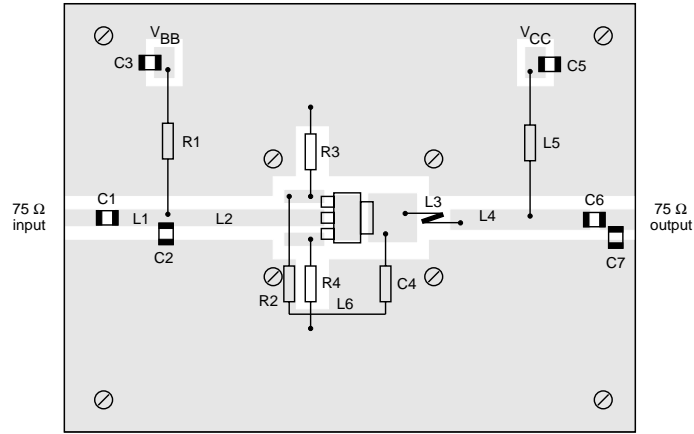 VBB
VCC
C3
C5
R1
R3
L5
75 Ω
input
C1
L1
L2
C2
L3
L4
C6
C7
75 Ω
output
R2
R4
L6
C4